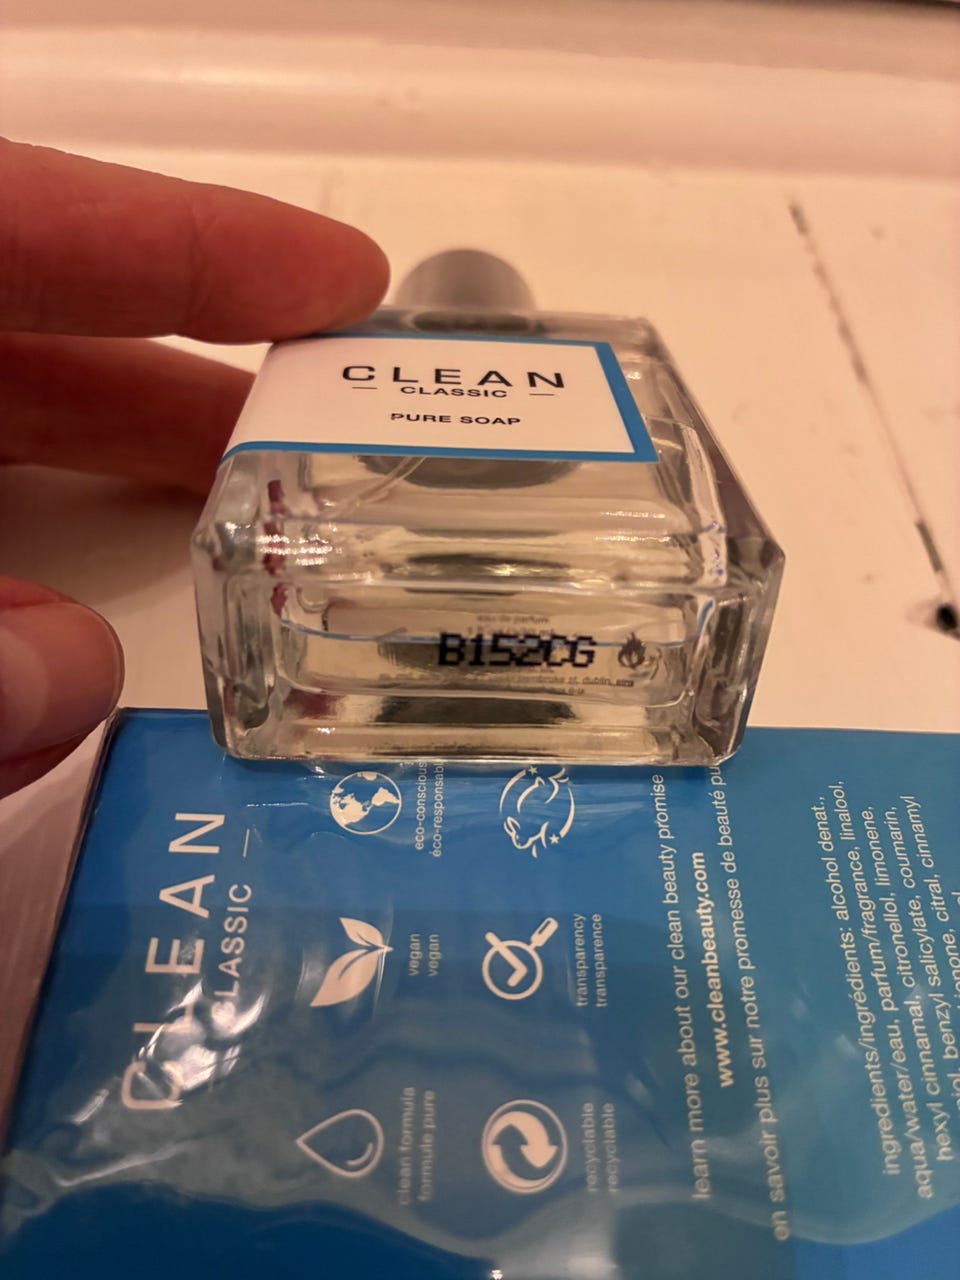 CLEAN
— CLASSIC —
PURE SOAP
eau de parfum
B152CG
dublin,
CLEAN
CLASSIC —
eco-conscious
éco-responsable
vegan
vegan
transparency
transparence
clean formula
formule pure
recyclable
recyclable
learn more about our clean beauty promise
www.cleanbeauty.com
en savoir plus sur notre promesse de beauté
ingredients/ingrédients: alcohol denat.,
aqua/water/eau, parfum/fragrance, linalool,
hexyl cinnamal, citronellol, limonene,
benzyl salicylate, coumarin,
citral, cinnamyl